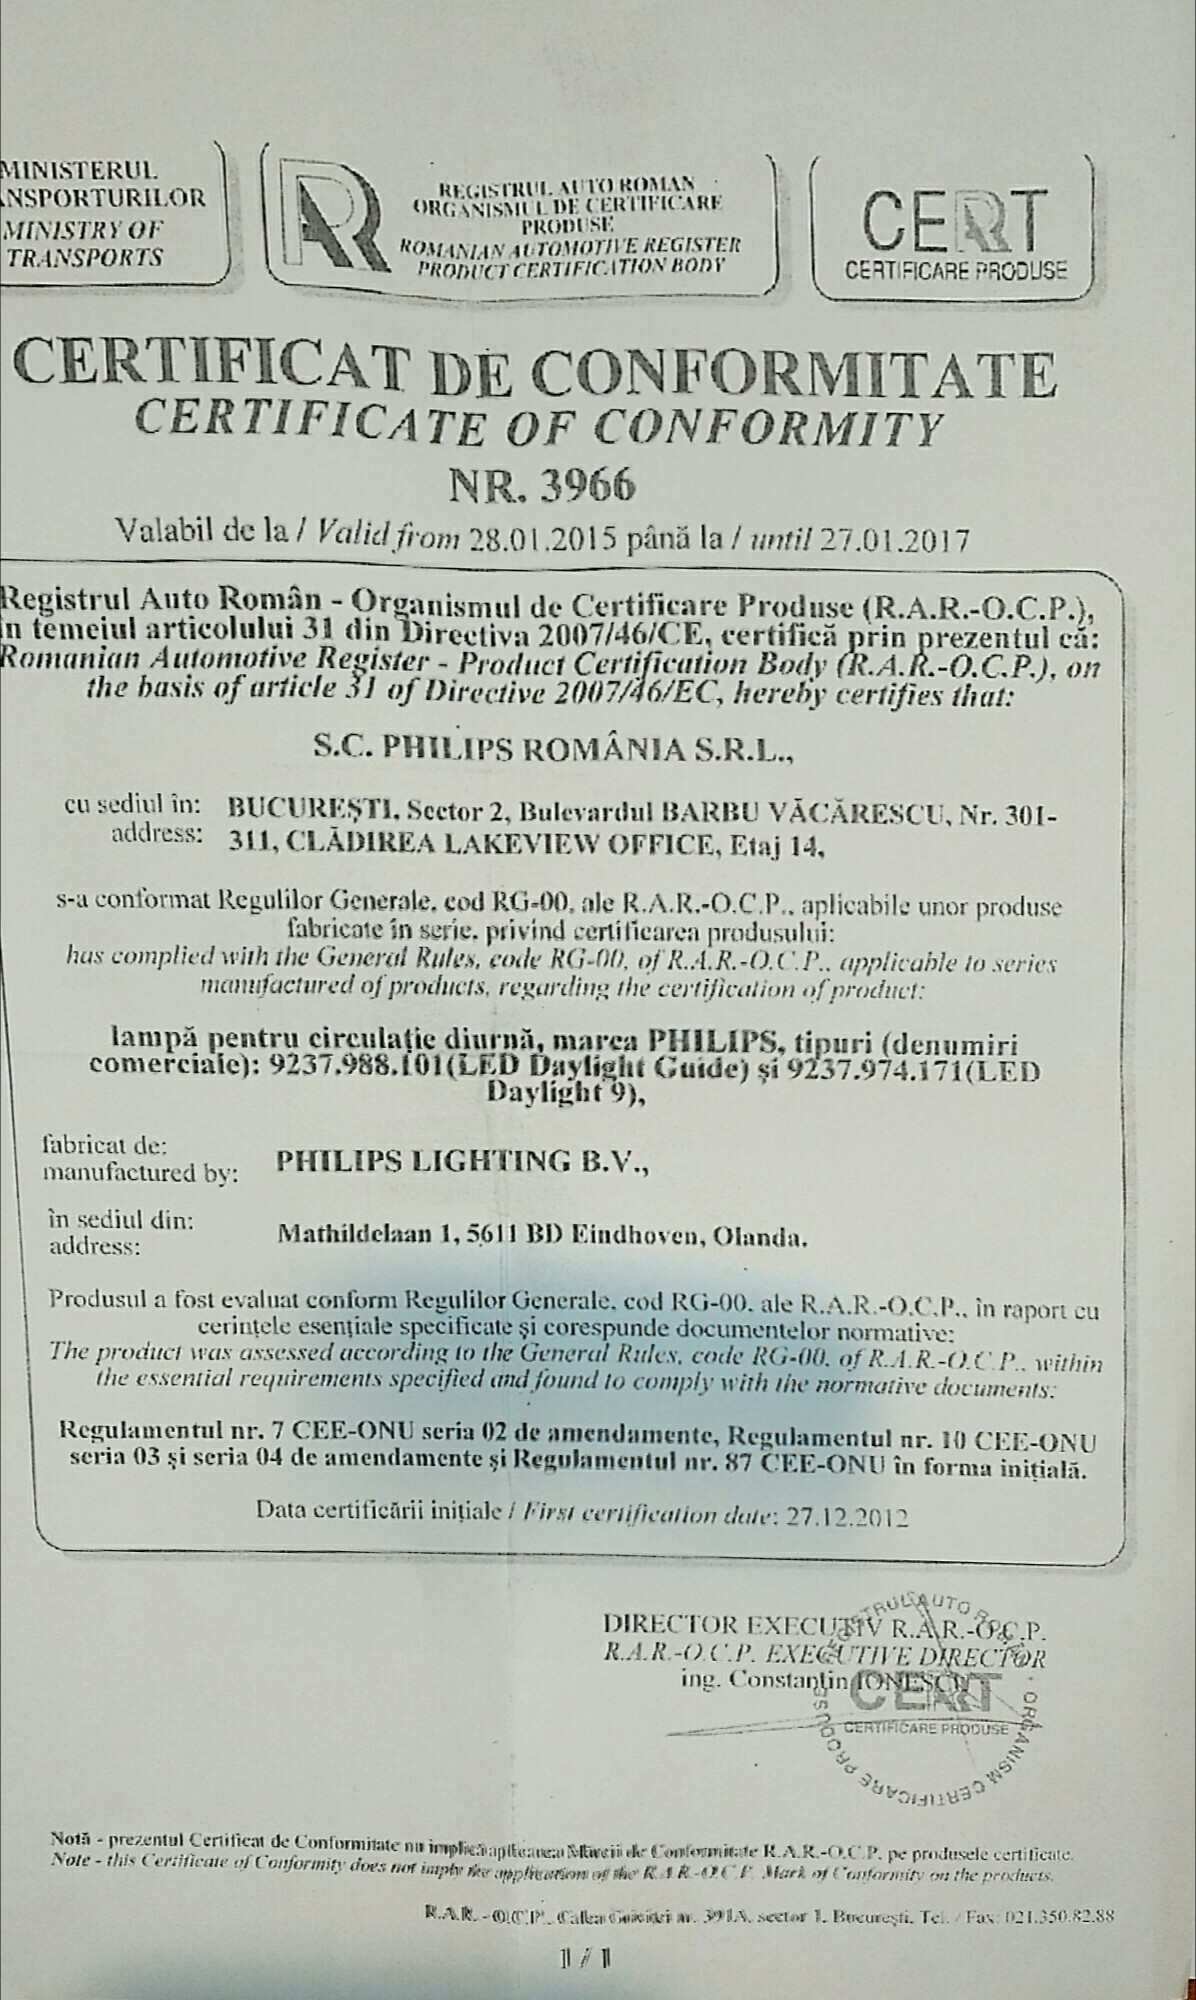 MINISTERUL
ANSPORTURILOR
MINISTRY OF
TRANSPORTS
REGISTRUL AUTO ROMAN
ORGANISMUL DE CERTIFICARE
PRODUSE
ROMANIAN AUTOMOTIVE REGISTER
PRODUCT CERTIFICATION BODY
CERT
CERTIFICARE PRODUSE
CERTIFICAT DE CONFORMITATE
CERTIFICATE OF CONFORMITY
NR. 3966
Valabil de la / Valid from 28.01.2015 până la / until 27.01.2017
Registrul Auto Român - Organismul de Certificare Produse (R.A.R.-O.C.P.),
în temeiul articolului 31 din Directiva 2007/46/CE, certifică prin prezentul că:
Romanian Automotive Register - Product Certification Body (R.A.R.-O.C.P.), on
the basis of article 31 of Directive 2007/46/EC, hereby certifies that:
S.C. PHILIPS ROMÂNIA S.R.L.,
cu sediul în: BUCUREȘTI, Sector 2, Bulevardul BARBU VĂCĂRESCU, Nr. 301-
address: 311, CLĂDIREA LAKEVIEW OFFICE, Etaj 14,
s-a conformat Regulilor Generale, cod RG-00, ale R.A.R.-O.C.P., aplicabile unor produse
fabricate în serie, privind certificarea produsului:
has complied with the General Rules, code RG-00, of R.A.R.-O.C.P., applicable to series
manufactured of products, regarding the certification of product:
lampă pentru circulație diurnă, marca PHILIPS, tipuri (denumiri
comerciale): 9237.988.101(LED Daylight Guide) și 9237.974.171(LED
Daylight 9),
fabricat de:
manufactured by: PHILIPS LIGHTING B.V.,
în sediul din:
address: Mathildelaan 1, 5611 BD Eindhoven, Olanda.
Produsul a fost evaluat conform Regulilor Generale, cod RG-00, ale R.A.R.-O.C.P., în raport cu
cerințele esențiale specificate și corespunde documentelor normative:
The product was assessed according to the General Rules, code RG-00, of R.A.R.-O.C.P., within
the essential requirements specified and found to comply with the normative documents:
Regulamentul nr. 7 CEE-ONU seria 02 de amendamente, Regulamentul nr. 10 CEE-ONU
seria 03 și seria 04 de amendamente și Regulamentul nr. 87 CEE-ONU în forma inițială.
Data certificării inițiale / First certification date: 27.12.2012
DIRECTOR EXECUTIV R.A.R.-O.C.P.
R.A.R.-O.C.P. EXECUTIVE DIRECTOR
ing. Constantin IONESCU
CERT
CERTIFICARE PRODUSE
ORGANISM CERTIFICARE PRODUSE
Notă - prezentul Certificat de Conformitate nu implică aplicarea Mărcii de Conformitate R.A.R.-O.C.P. pe produsele certificate.
Note - this Certificate of Conformity does not imply the application of the R.A.R.-O.C.P. Mark of Conformity on the products.
R.A.R. - O.C.P. Calea Griviței nr. 391A, sector 1, București, Tel. / Fax: 021.350.82.88
1 / 1